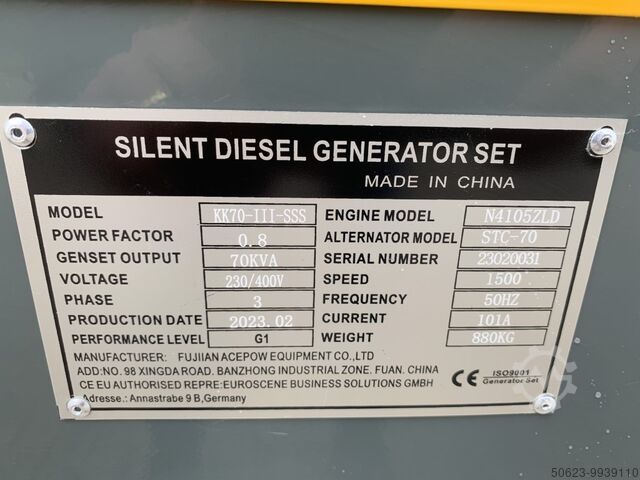 SILENT DIESEL GENERATOR SET
MADE IN CHINA
MODEL KK70-III-SSS ENGINE MODEL N4105ZLD
POWER FACTOR 0.8 ALTERNATOR MODEL STC-70
GENSET OUTPUT 70KVA SERIAL NUMBER 23020031
VOLTAGE 230/400V SPEED 1500
PHASE 3 FREQUENCY 50HZ
PRODUCTION DATE 2023.02 CURRENT 101A
PERFORMANCE LEVEL G1 WEIGHT 880KG
MANUFACTURER: FUJIAN ACEPOW EQUIPMENT CO.,LTD
ADD:NO.98 XINGDA ROAD. BANZHONG INDUSTRIAL ZONE. FUAN. CHINA
CE EU AUTHORISED REPRE:EUROSCENE BUSINESS SOLUTIONS GMBH
Adresse.: Annastrabe 9 B,Germany
CE ISO9001
Generator Set
50623-9939110